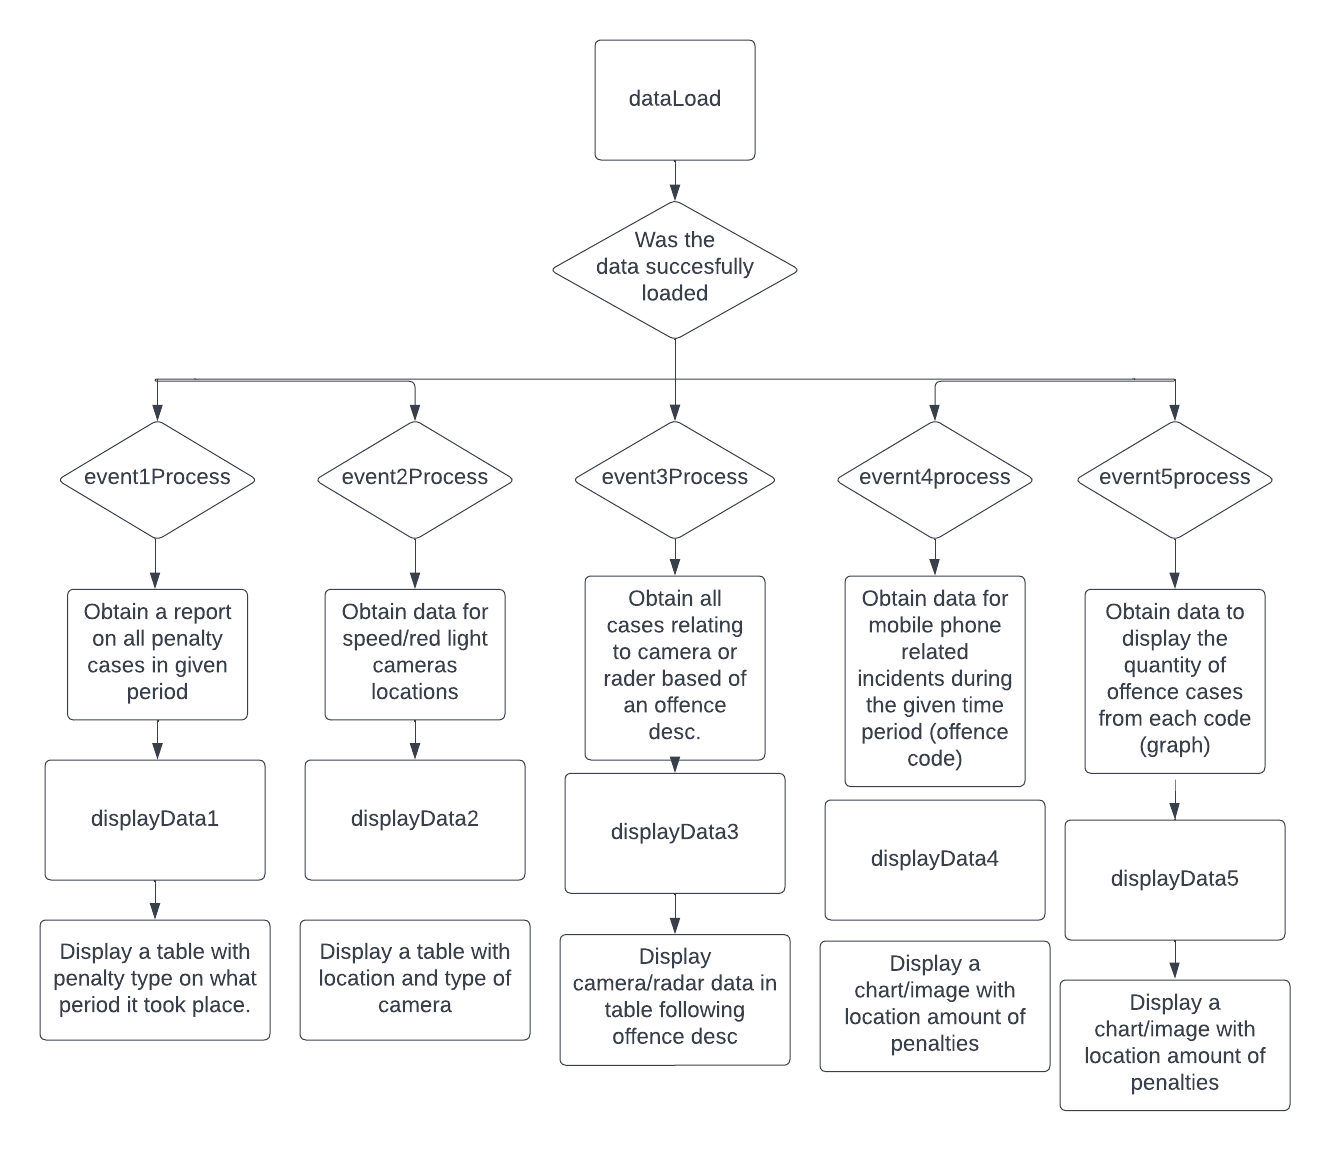 dataLoad
Was the
data succesfully
loaded
event1Process
event2Process
event3Process
evernt4process
evernt5process
Obtain a report
on all penalty
cases in given
period
Obtain data for
speed/red light
cameras
locations
Obtain all
cases relating
to camera or
rader based of
an offence
desc.
Obtain data for
mobile phone
related
incidents during
the given time
period (offence
code)
Obtain data to
display the
quantity of
offence cases
from each code
(graph)
displayData1
displayData2
displayData3
displayData4
displayData5
Display a table with
penalty type on what
period it took place.
Display a table with
location and type of
camera
Display
camera/radar data in
table following
offence desc
Display a
chart/image with
location amount of
penalties
Display a
chart/image with
location amount of
penalties